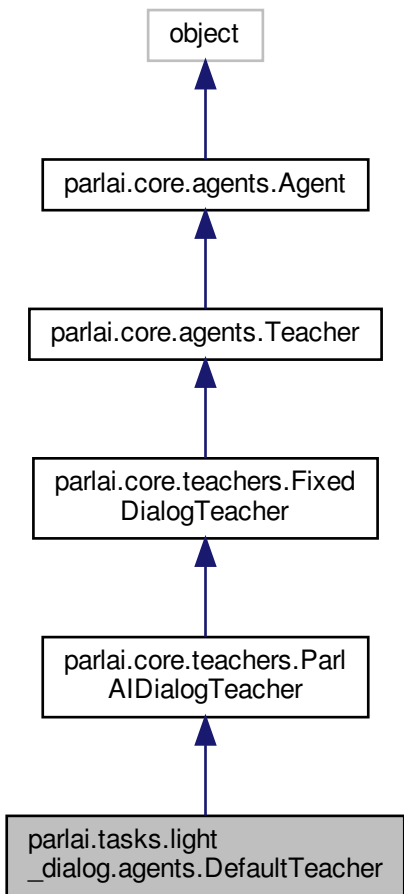 object
parlai.core.agents.Agent
parlai.core.agents.Teacher
parlai.core.teachers.Fixed
DialogTeacher
parlai.core.teachers.Parl
AIDialogTeacher
parlai.tasks.light
_dialog.agents.DefaultTeacher